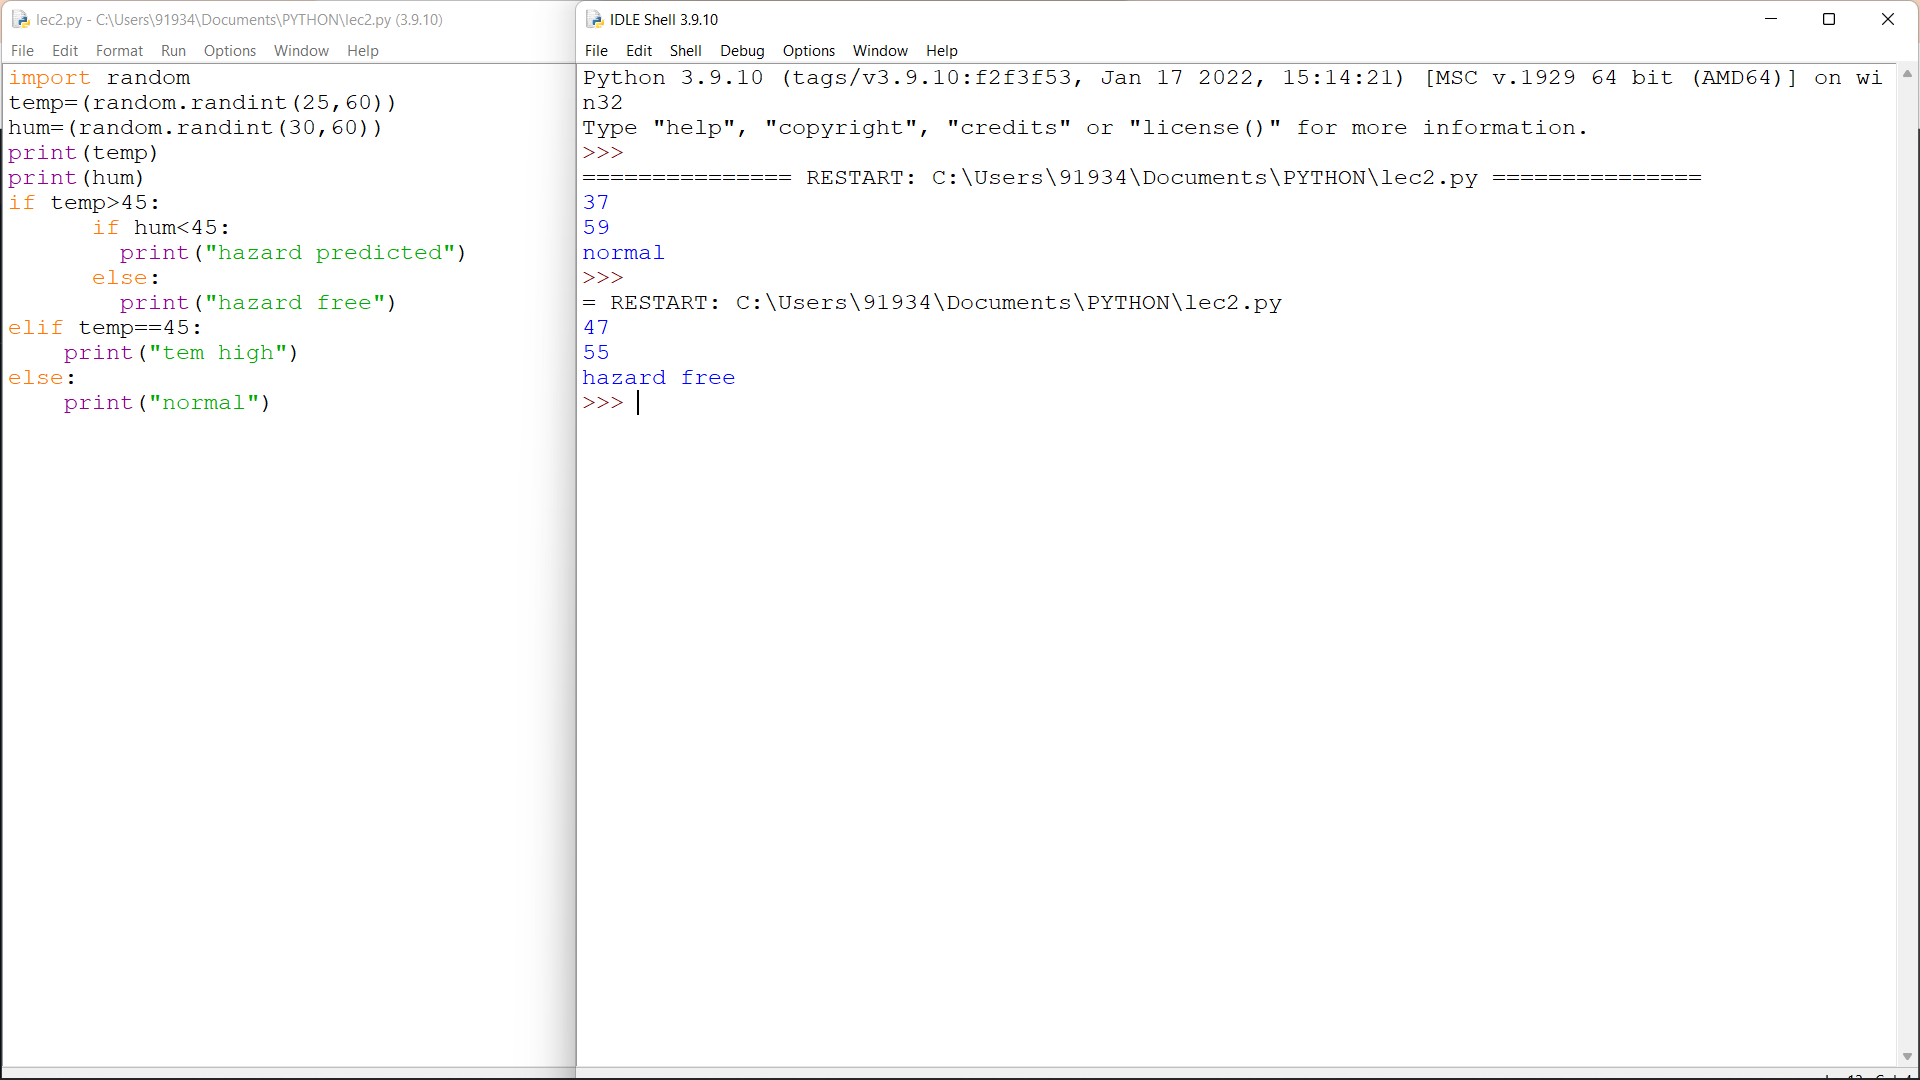 lec2.py - C:\Users\91934\Documents\PYTHON\lec2.py (3.9.10)
File Edit Format Run Options Window Help
import random
temp=(random.randint(25,60))
hum=(random.randint(30,60))
print(temp)
print(hum)
if temp>45:
      if hum<45:
        print("hazard predicted")
      else:
        print("hazard free")
elif temp==45:
    print("tem high")
else:
    print("normal")
IDLE Shell 3.9.10
File Edit Shell Debug Options Window Help
Python 3.9.10 (tags/v3.9.10:f2f3f53, Jan 17 2022, 15:14:21) [MSC v.1929 64 bit (AMD64)] on wi
n32
Type "help", "copyright", "credits" or "license()" for more information.
>>>
=============== RESTART: C:\Users\91934\Documents\PYTHON\lec2.py ===============
37
59
normal
>>>
= RESTART: C:\Users\91934\Documents\PYTHON\lec2.py
47
55
hazard free
>>>